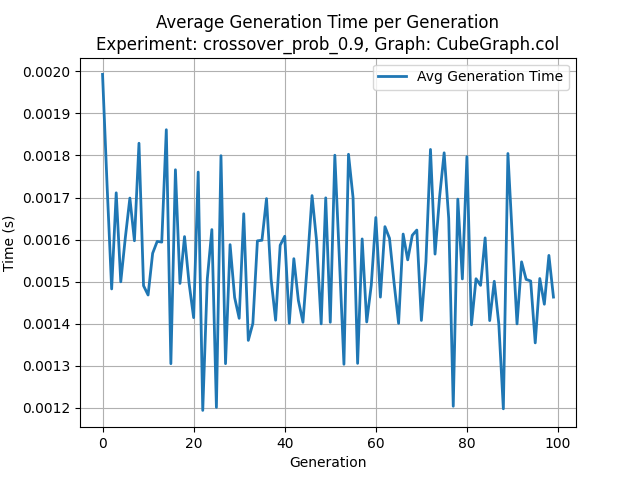 Average Generation Time per Generation
Experiment: crossover_prob_0.9, Graph: CubeGraph.col
Avg Generation Time
Time (s)
0.0020
0.0019
0.0018
0.0017
0.0016
0.0015
0.0014
0.0013
0.0012
0 20 40 60 80 100
Generation